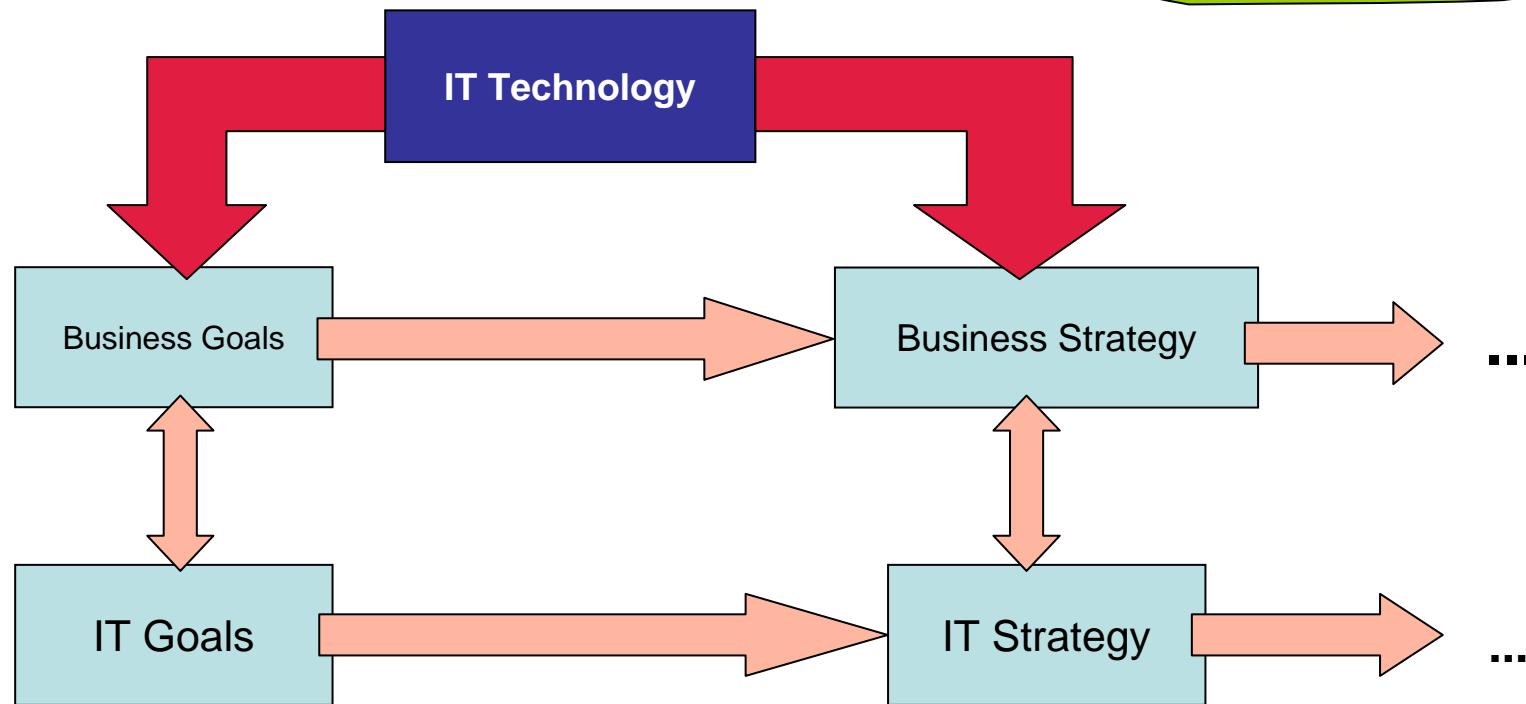 IT Technology
Business Goals
Business Strategy
...
IT Goals
IT Strategy
...